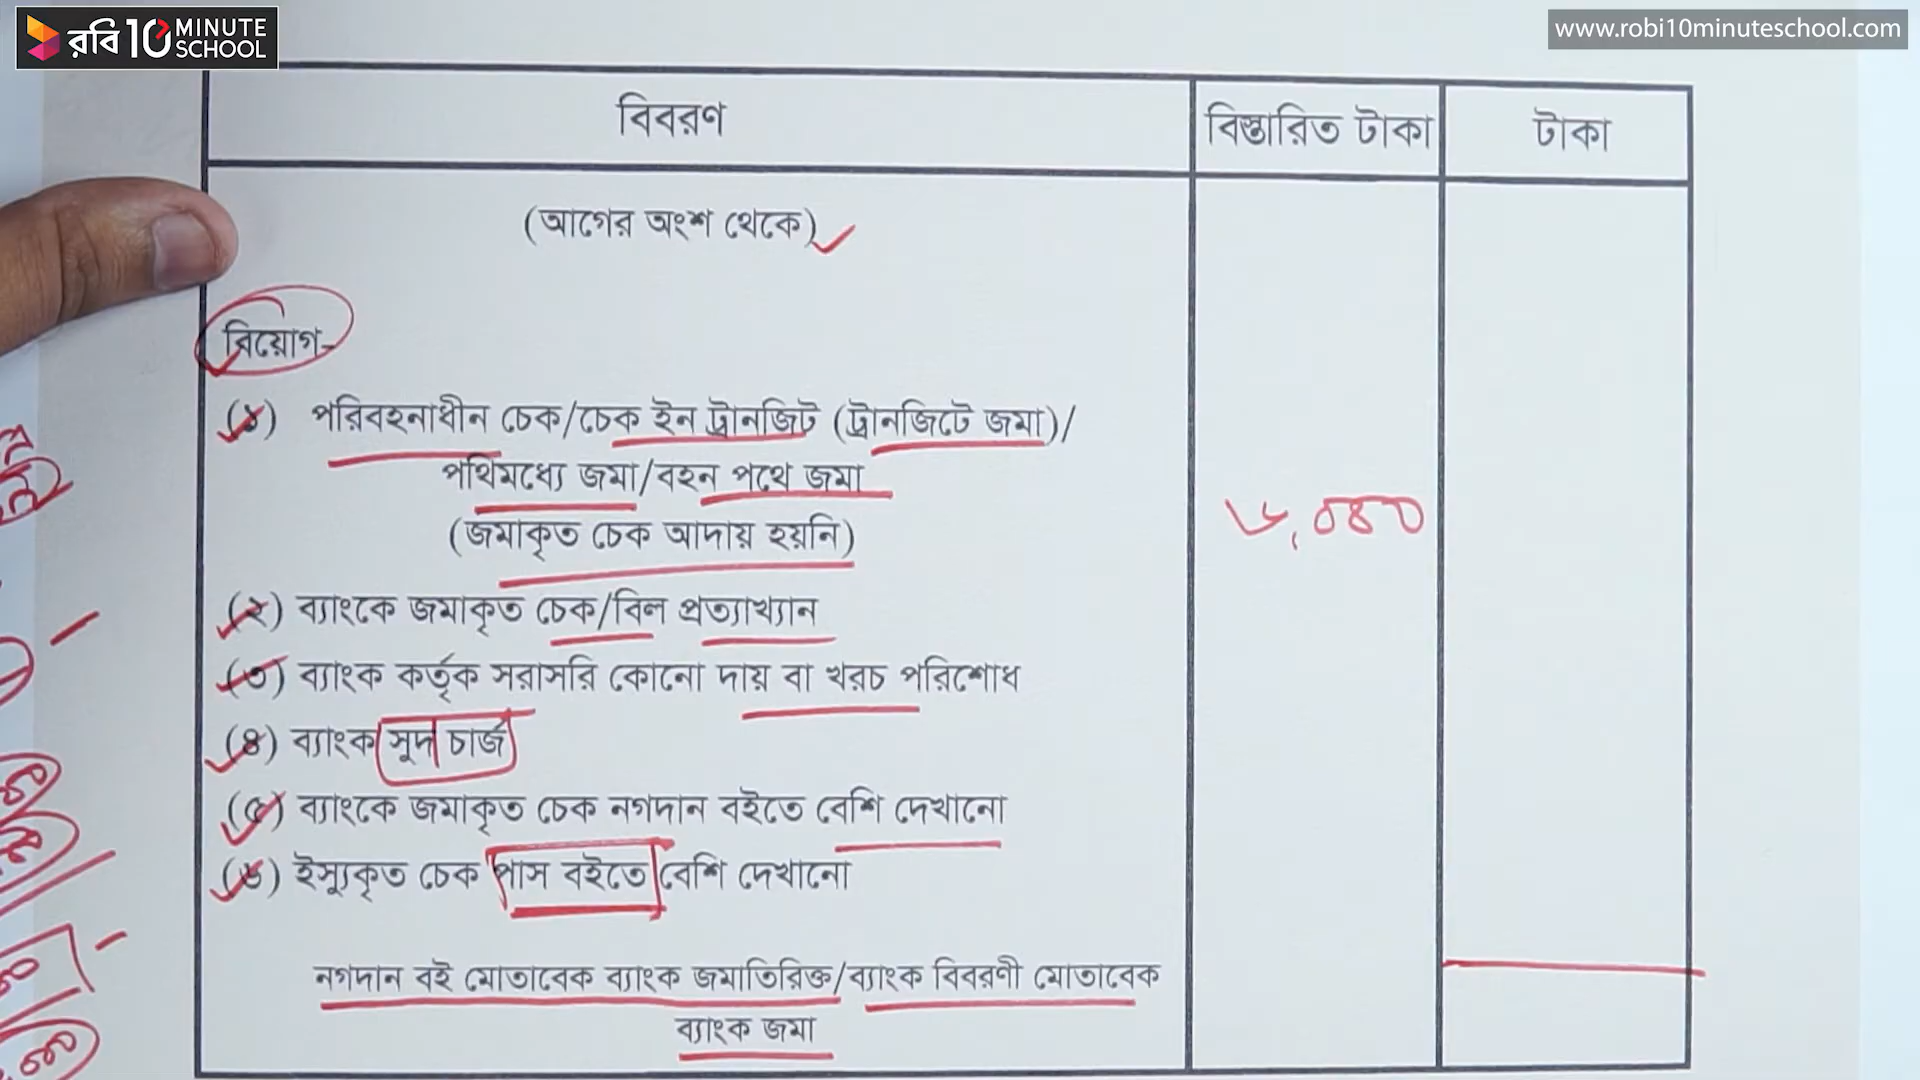 রবি 10 MINUTE SCHOOL
www.robi10minuteschool.com
বিবরণ
বিস্তারিত টাকা
টাকা
(আগের অংশ থেকে)
বিয়োগ-
(১) পরিবহনাধীন চেক/চেক ইন ট্রানজিট (ট্রানজিটে জমা)/
পথিমধ্যে জমা/বহন পথে জমা
(জমাকৃত চেক আদায় হয়নি)
(২) ব্যাংকে জমাকৃত চেক/বিল প্রত্যাখ্যান
(৩) ব্যাংক কর্তৃক সরাসরি কোনো দায় বা খরচ পরিশোধ
(৪) ব্যাংক সুদ চার্জ
(৫) ব্যাংকে জমাকৃত চেক নগদান বইতে বেশি দেখানো
(৬) ইস্যুকৃত চেক পাস বইতে বেশি দেখানো
নগদান বই মোতাবেক ব্যাংক জমাতিরিক্ত/ব্যাংক বিবরণী মোতাবেক
ব্যাংক জমা